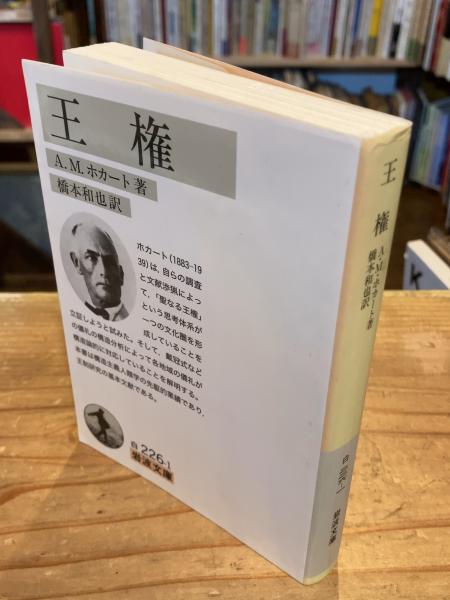 王 権
A.M.ホカート著
橋本和也訳
ホカート(1883-19
39)は,自らの調査
と文献渉猟によっ
て,「聖なる王権」
という思考体系が
一つの文化圏を形
成していることを
立証しようと試みた。そして,戴冠式など
の儀礼の構造分析によって各地域の儀礼が
構造論的に対応していることを解明する。
本書は構造主義人類学の先駆的業績であり,
王制研究の基本文献である。
白 226-1
岩波文庫
王 権
A.M.ホカート著
橋本和也訳
白 226-1
岩波文庫
K